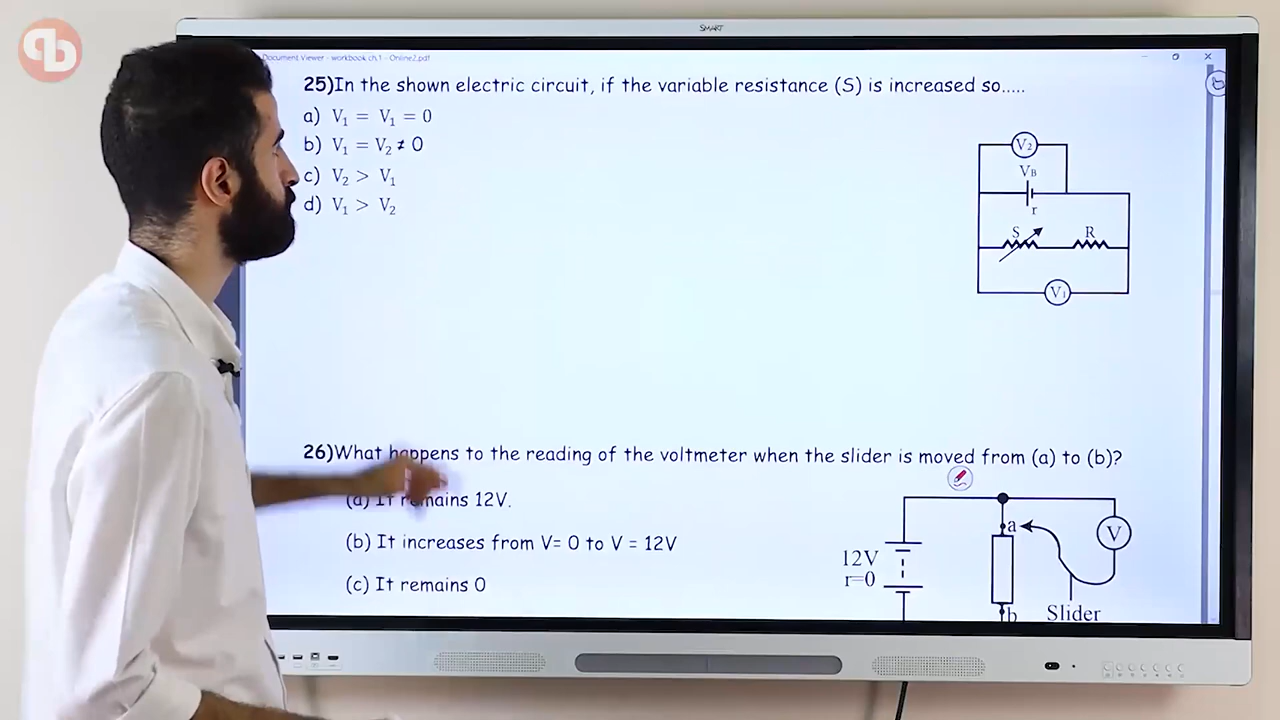 SMART
Document Viewer - workbook ch.1 - Online2.pdf
25)In the shown electric circuit, if the variable resistance (S) is increased so.....
a) V₁ = V₁ = 0
b) V₁ = V₂ ≠ 0
c) V₂ > V₁
d) V₁ > V₂
V₂
VB
r
S
R
V₁
26)What happens to the reading of the voltmeter when the slider is moved from (a) to (b)?
(a) It remains 12V.
(b) It increases from V= 0 to V = 12V
(c) It remains 0
a
V
12V
r=0
b
Slider